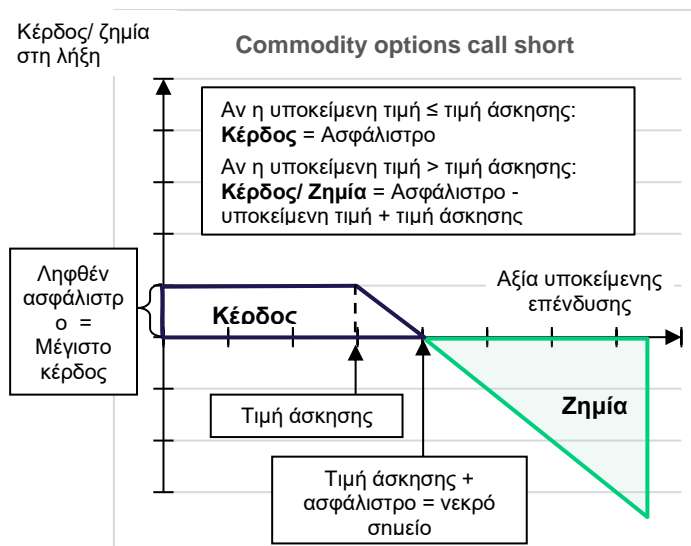 Κέρδος/ ζημία
στη λήξη
Commodity options call short
Αν η υποκείμενη τιμή ≤ τιμή άσκησης:
Κέρδος = Ασφάλιστρο
Αν η υποκείμενη τιμή > τιμή άσκησης:
Κέρδος/ Ζημία = Ασφάλιστρο -
υποκείμενη τιμή + τιμή άσκησης
Ληφθέν
ασφάλιστρ
ο =
Μέγιστο
κέρδος
Κέρδος
Αξία υποκείμενης
επένδυσης
Τιμή άσκησης
Ζημία
Τιμή άσκησης +
ασφάλιστρο = νεκρό
σημείο